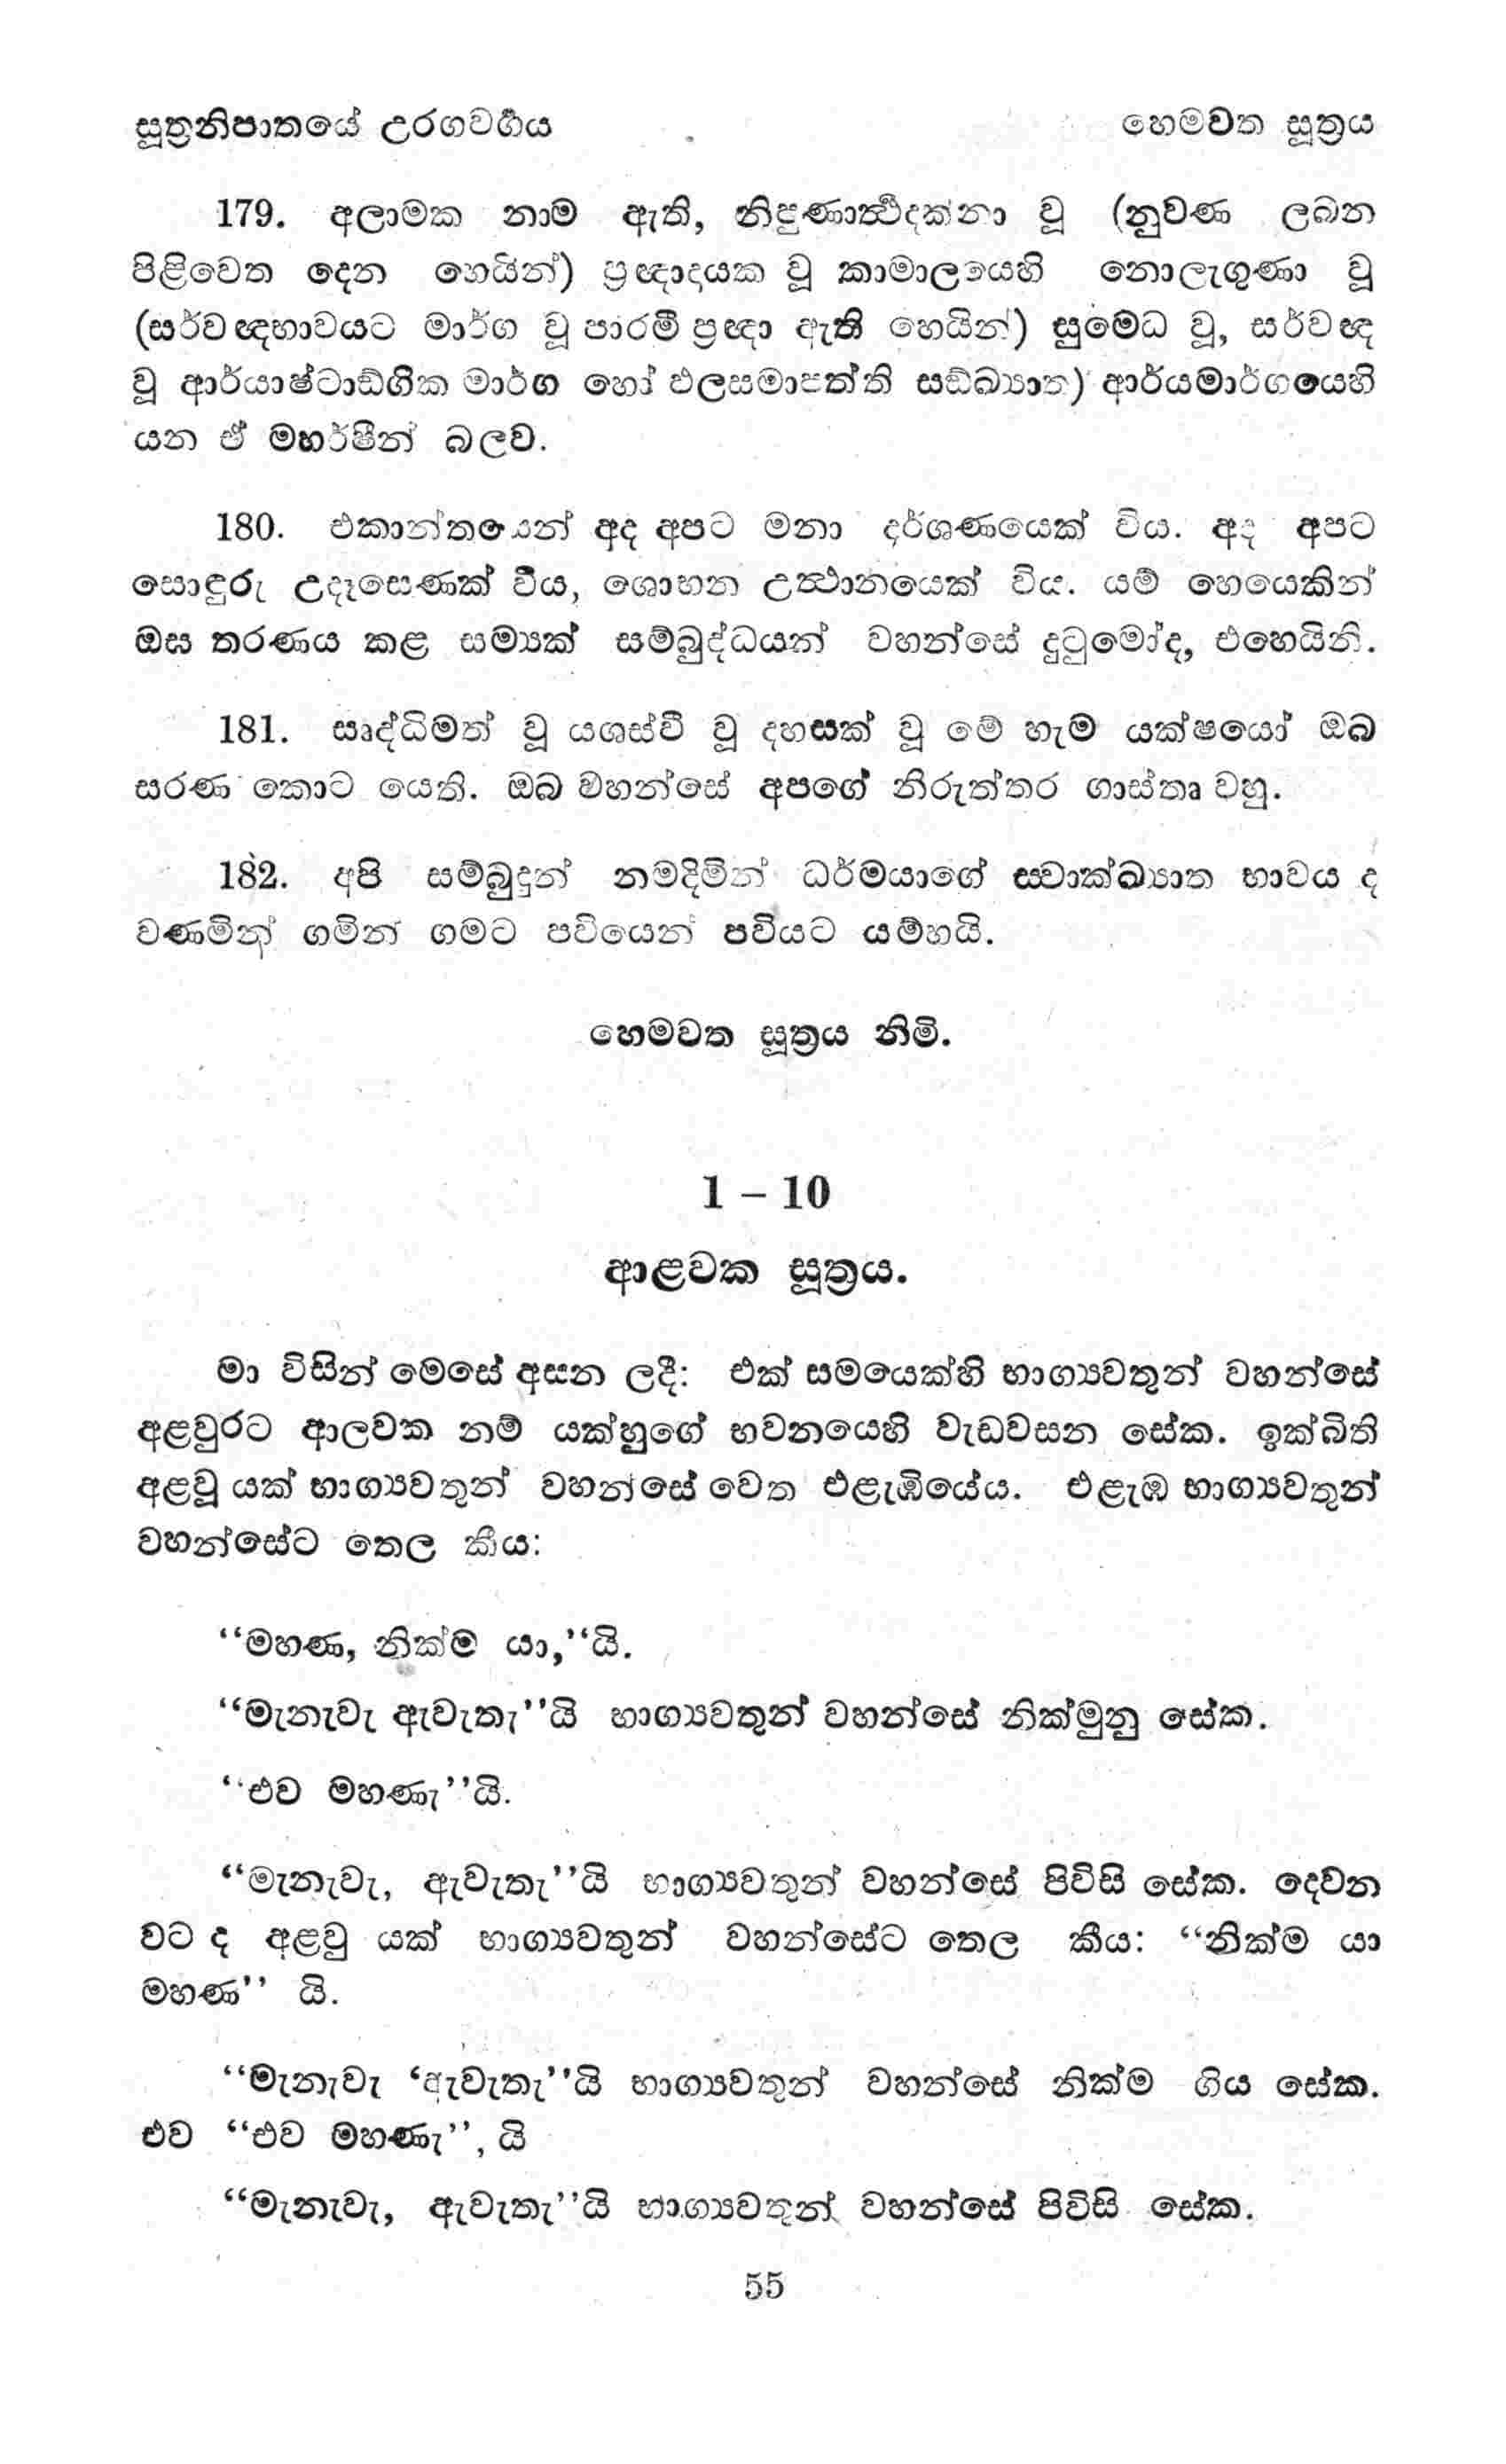 සූත්‍රනිපාතයේ උරගවර්‍ගය හෙමවත සූත්‍රය
179. අලාමක නාම ඇති, නිපුණාර්ත්‍ථදක්නා වූ (නුවණ ලබන
පිළිවෙත දෙන හෙයින්) ප්‍රඥාදායක වූ කාමාලයෙහි නොලැගුණා වූ
(සර්වඥභාවයට මාර්ග වූ පාරමී ප්‍රඥා ඇති හෙයින්) සුමේධ වූ, සර්වඥ
වූ ආර්යාෂ්ටාඩ්ගික මාර්ග හෝ ඵලසමාපත්ති සඩ්ඛ්‍යාත) ආර්යමාර්ගයෙහි
යන ඒ මහර්ෂීන් බලව.
180. එකාන්තයෙන් අද අපට මනා දර්ශණයෙක් විය. අද අපට
සොඳුරු උදෑසෙණක් විය, ශොභන උත්‍ථානයෙක් විය. යම් හෙයෙකින්
ඔඝ තරණය කළ සම්‍යක් සම්බුද්ධයන් වහන්සේ දුටුමෝද, එහෙයිනි.
181. සෘද්ධිමත් වූ යශස්වී වූ දහසක් වූ මේ හැම යක්ෂයෝ ඔබ
සරණ කොට යෙති. ඔබ වහන්සේ අපගේ නිරුත්තර ශාස්තෘ වහු.
182. අපි සම්බුදුන් නමදිමින් ධර්මයාගේ ස්වාක්ඛ්‍යාත භාවය ද
වණමින් ගමින් ගමට පව්යෙන් පව්යට යම්හයි.
හෙමවත සූත්‍රය නිමි.
1 – 10
ආළවක සූත්‍රය.
මා විසින් මෙසේ අසන ලදී: එක් සමයෙක්හි භාග්‍යවතුන් වහන්සේ
අළවුරට ආලවක නම් යක්හුගේ භවනයෙහි වැඩවසන සේක. ඉක්බිති
අළවූ යක් භාග්‍යවතුන් වහන්සේ වෙත එළැඹියේය. එළැඹ භාග්‍යවතුන්
වහන්සේට තෙල කීය:
“මහණ, නික්ම යා,”යි.
“මැනැවැ ඇවැතැ”යි භාග්‍යවතුන් වහන්සේ නික්මුනු සේක.
“එව මහණැ”යි.
“මැනැවැ, ඇවැතැ”යි භාග්‍යවතුන් වහන්සේ පිවිසි සේක. දෙවන
වට ද අළවු යක් භාග්‍යවතුන් වහන්සේට තෙල කීය: “නික්ම යා
මහණ” යි.
“මැනැවැ ‘ඇවැතැ”යි භාග්‍යවතුන් වහන්සේ නික්ම ගිය සේක.
එව “එව මහණැ”, යි
“මැනැවැ, ඇවැතැ”යි භාග්‍යවතුන් වහන්සේ පිවිසි සේක.
55